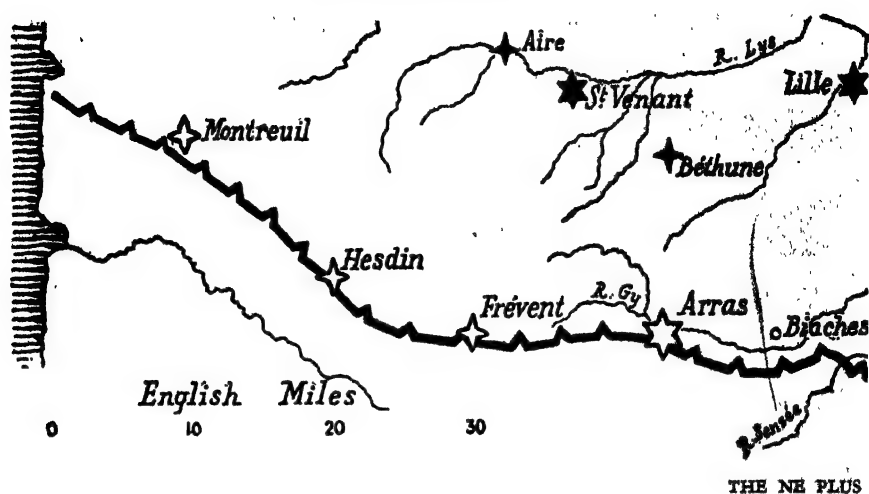 Aire
R. Lys
St. Venant
Lille
Montreuil
Béthune
Hesdin
Frévent
R. Gy
Arras
Biaches
English Miles
R. Sensée
0 10 20 30
THE NE PLUS